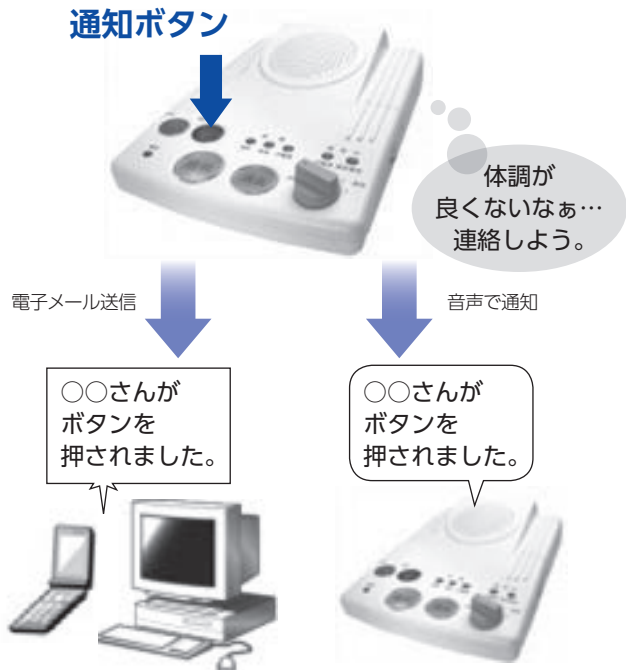 通知ボタン
体調が
良くないなぁ…
連絡しよう。
電子メール送信
音声で通知
○○さんが
ボタンを
押されました。
○○さんが
ボタンを
押されました。